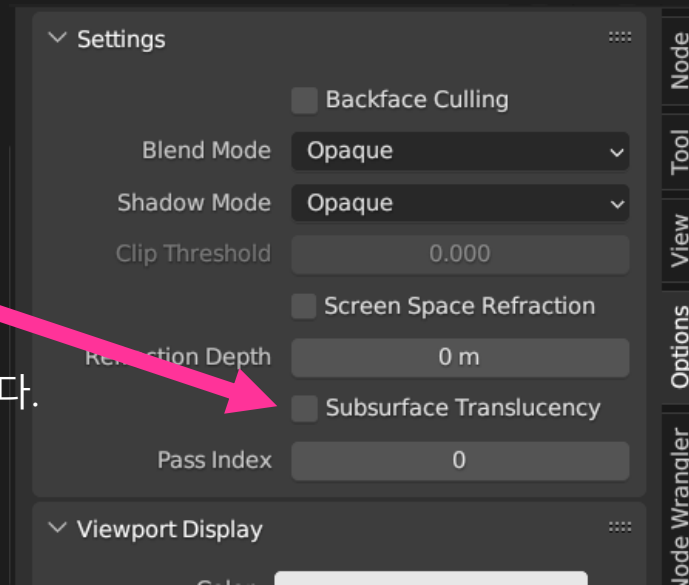 Settings
Backface Culling
Blend Mode Opaque
Shadow Mode Opaque
Clip Threshold 0.000
Screen Space Refraction
Depth 0 m
다.
Subsurface Translucency
Pass Index 0
Viewport Display
Node
Tool
View
Options
Node Wrangler